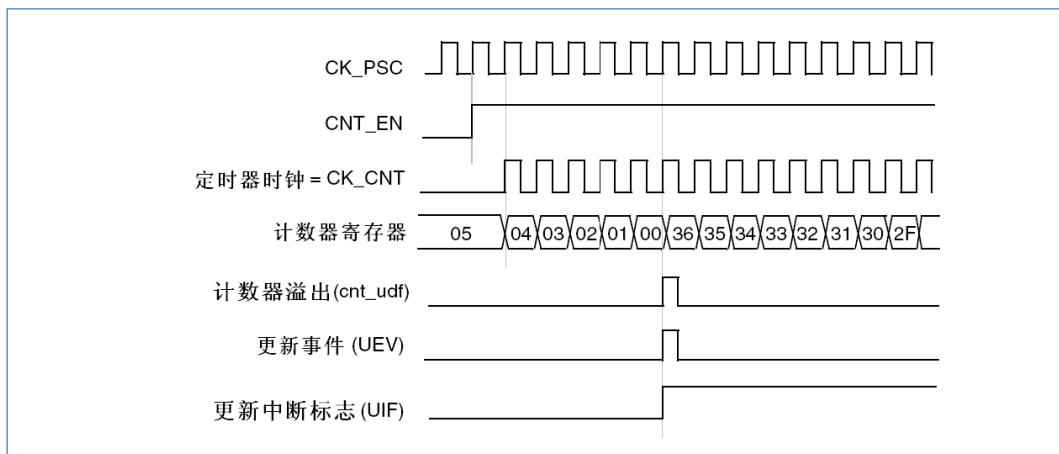 CK_PSC
CNT_EN
定时器时钟 = CK_CNT
计数器寄存器 05 04 03 02 01 00 36 35 34 33 32 31 30 2F
计数器溢出(cnt_udf)
更新事件 (UEV)
更新中断标志(UIF)